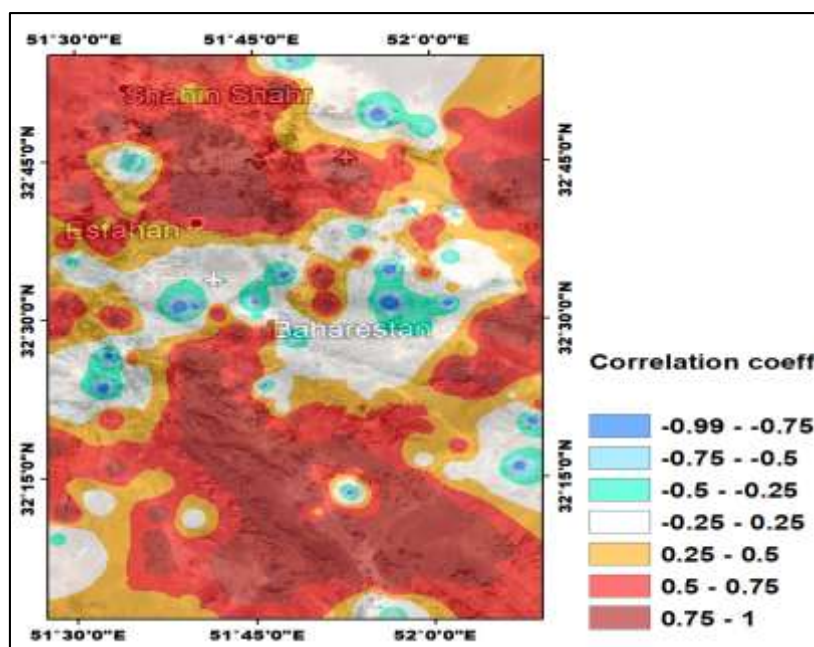 51°30'0"E 51°45'0"E 52°0'0"E
Shahin Shahr
32°45'0"N 32°45'0"N
Esfahan
32°30'0"N 32°30'0"N
Baharestan
32°15'0"N 32°15'0"N
51°30'0"E 51°45'0"E 52°0'0"E
Correlation coeff
-0.99 - -0.75
-0.75 - -0.5
-0.5 - -0.25
-0.25 - 0.25
0.25 - 0.5
0.5 - 0.75
0.75 - 1